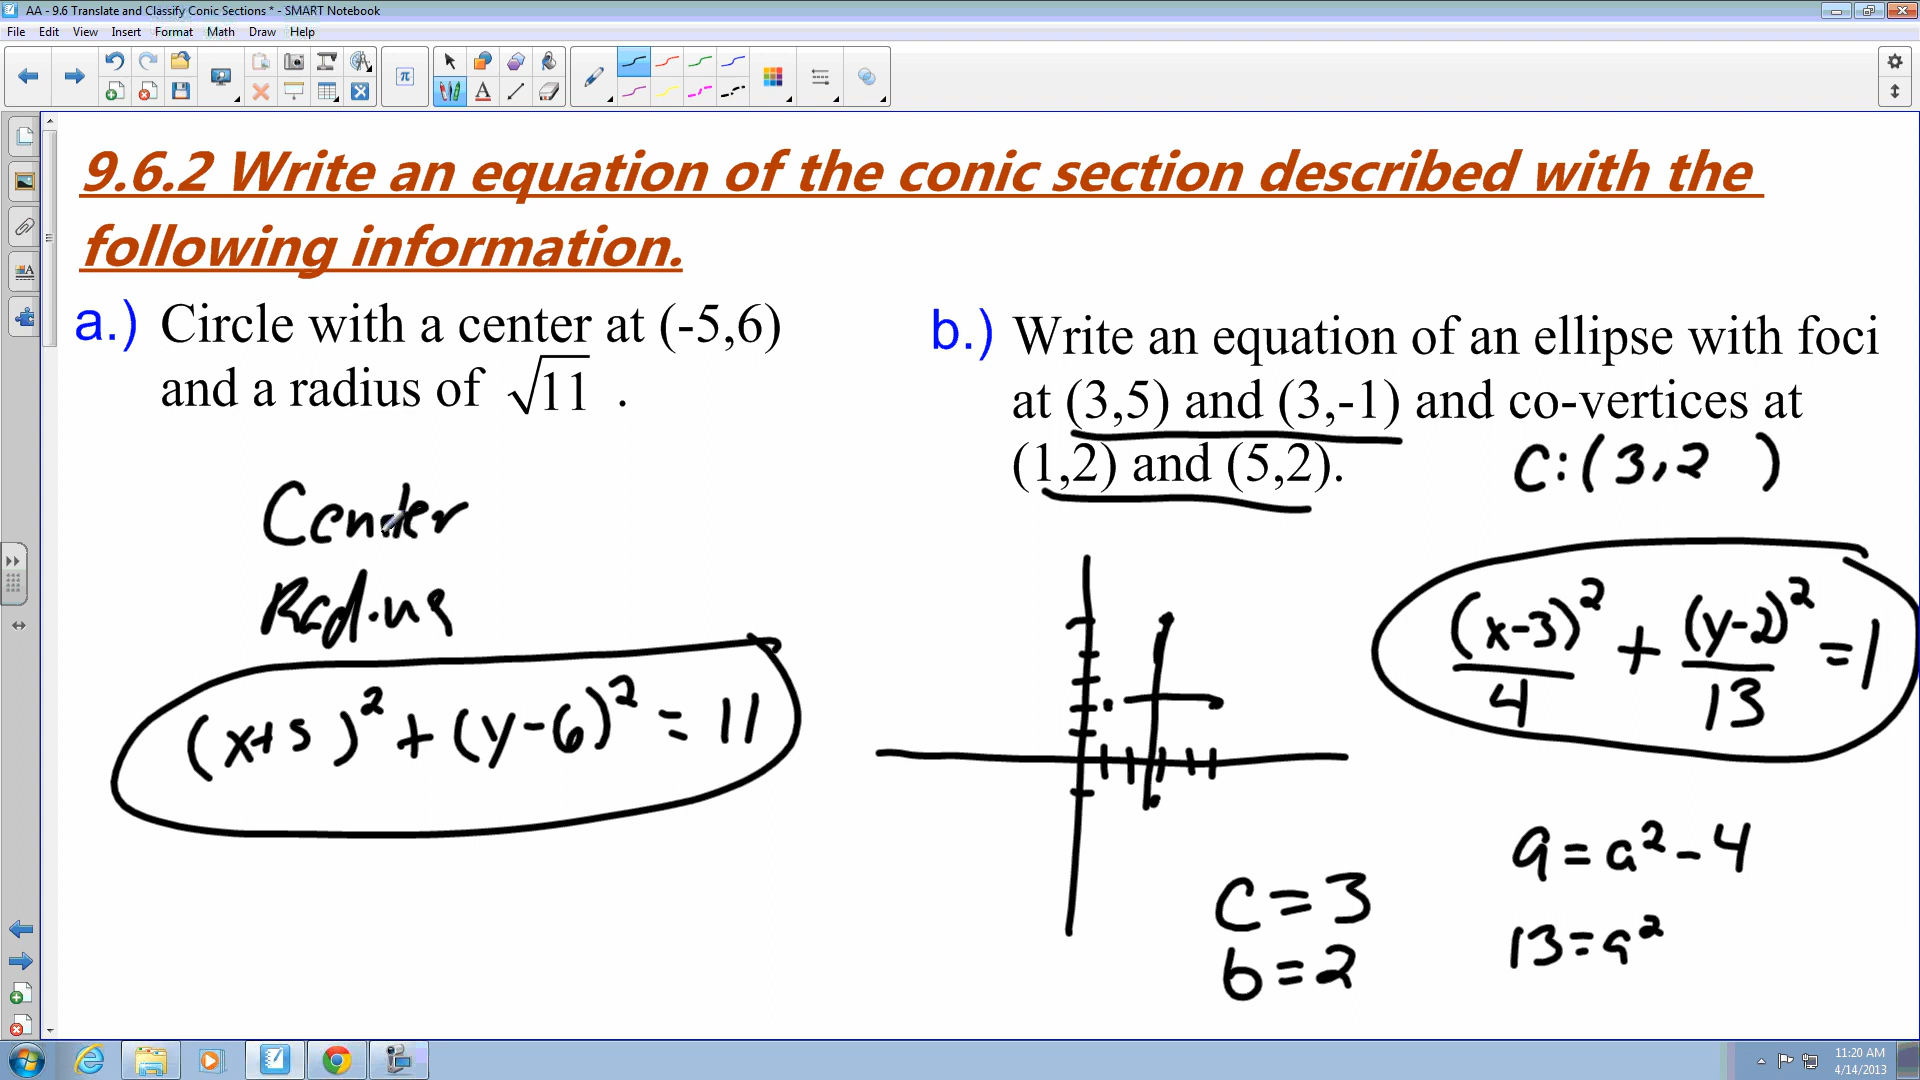 AA - 9.6 Translate and Classify Conic Sections * - SMART Notebook
File Edit View Insert Format Math Draw Help
9.6.2 Write an equation of the conic section described with the
following information.
a.) Circle with a center at (-5,6)
and a radius of √11 .
Center
Radius
(x+5)² + (y-6)² = 11
b.) Write an equation of an ellipse with foci
at (3,5) and (3,-1) and co-vertices at
(1,2) and (5,2).
C:(3,2 )
(x-3)²/4 + (y-2)²/13 = 1
9 = a² - 4
13 = a²
C = 3
b = 2
11:20 AM
4/14/2013